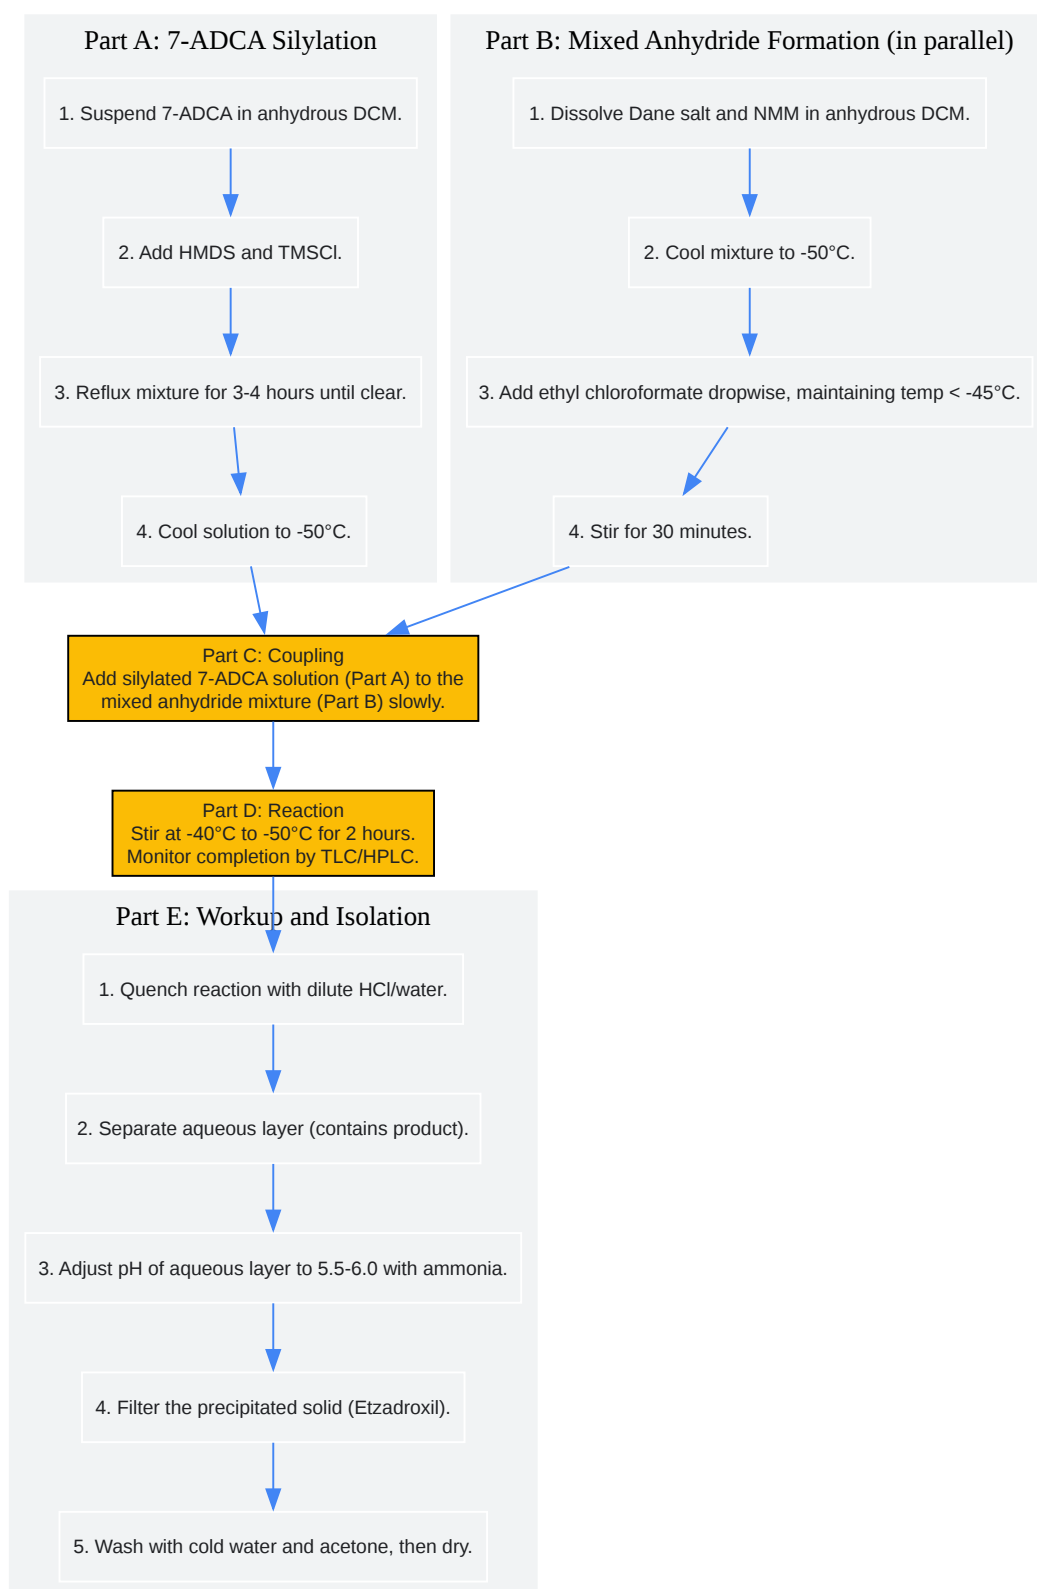 Part A: 7-ADCA Silylation
1. Suspend 7-ADCA in anhydrous DCM.
2. Add HMDS and TMSCl.
3. Reflux mixture for 3-4 hours until clear.
4. Cool solution to -50°C.
Part B: Mixed Anhydride Formation (in parallel)
1. Dissolve Dane salt and NMM in anhydrous DCM.
2. Cool mixture to -50°C.
3. Add ethyl chloroformate dropwise, maintaining temp < -45°C.
4. Stir for 30 minutes.
Part C: Coupling
Add silylated 7-ADCA solution (Part A) to the
mixed anhydride mixture (Part B) slowly.
Part D: Reaction
Stir at -40°C to -50°C for 2 hours.
Monitor completion by TLC/HPLC.
Part E: Workup and Isolation
1. Quench reaction with dilute HCl/water.
2. Separate aqueous layer (contains product).
3. Adjust pH of aqueous layer to 5.5-6.0 with ammonia.
4. Filter the precipitated solid (Etzadroxil).
5. Wash with cold water and acetone, then dry.